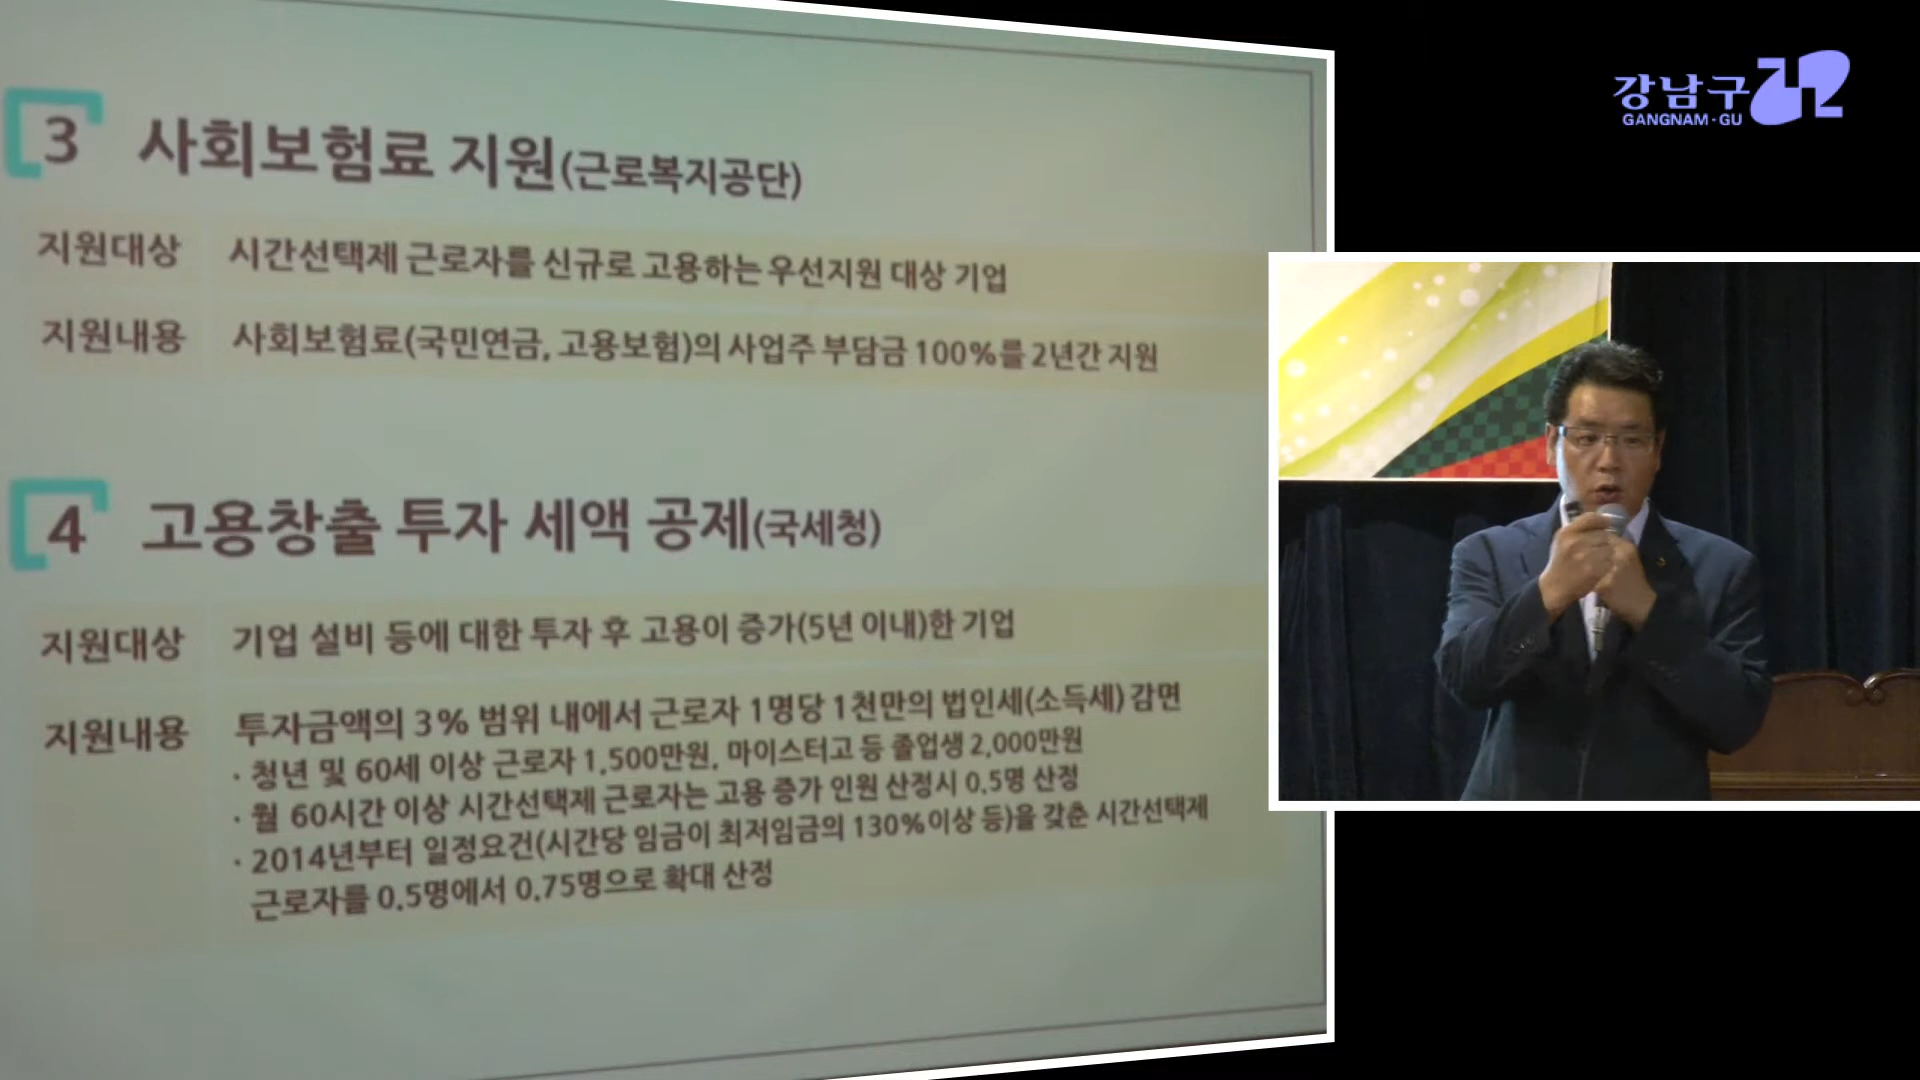 3 사회보험료 지원(근로복지공단)
지원대상 시간선택제 근로자를 신규로 고용하는 우선지원 대상 기업
지원내용 사회보험료(국민연금, 고용보험)의 사업주 부담금 100%를 2년간 지원
4 고용창출 투자 세액 공제(국세청)
지원대상 기업 설비 등에 대한 투자 후 고용이 증가(5년 이내)한 기업
지원내용 투자금액의 3% 범위 내에서 근로자 1명당 1천만의 법인세(소득세) 감면
· 청년 및 60세 이상 근로자 1,500만원, 마이스터고 등 졸업생 2,000만원
· 월 60시간 이상 시간선택제 근로자는 고용 증가 인원 산정시 0.5명 산정
· 2014년부터 일정요건(시간당 임금이 최저임금의 130%이상 등)을 갖춘 시간선택제
근로자를 0.5명에서 0.75명으로 확대 산정
강남구
GANGNAM-GU